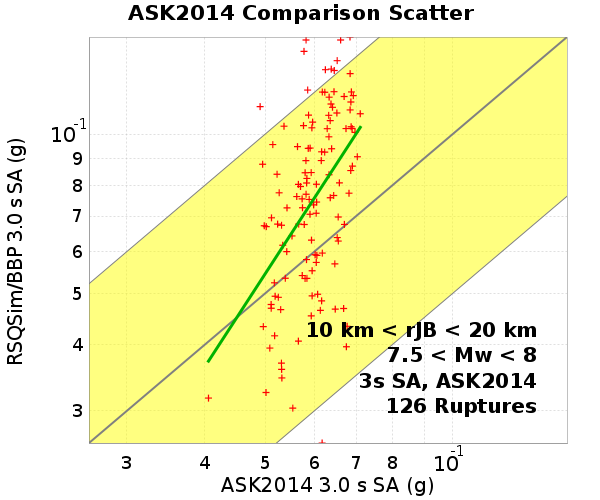 ASK2014 Comparison Scatter
RSQSim/BBP 3.0 s SA (g)
10⁻¹
9
8
7
6
5
4
3
10 km < rJB < 20 km
7.5 < Mw < 8
3s SA, ASK2014
126 Ruptures
3 4 5 6 7 8 10⁻¹
ASK2014 3.0 s SA (g)